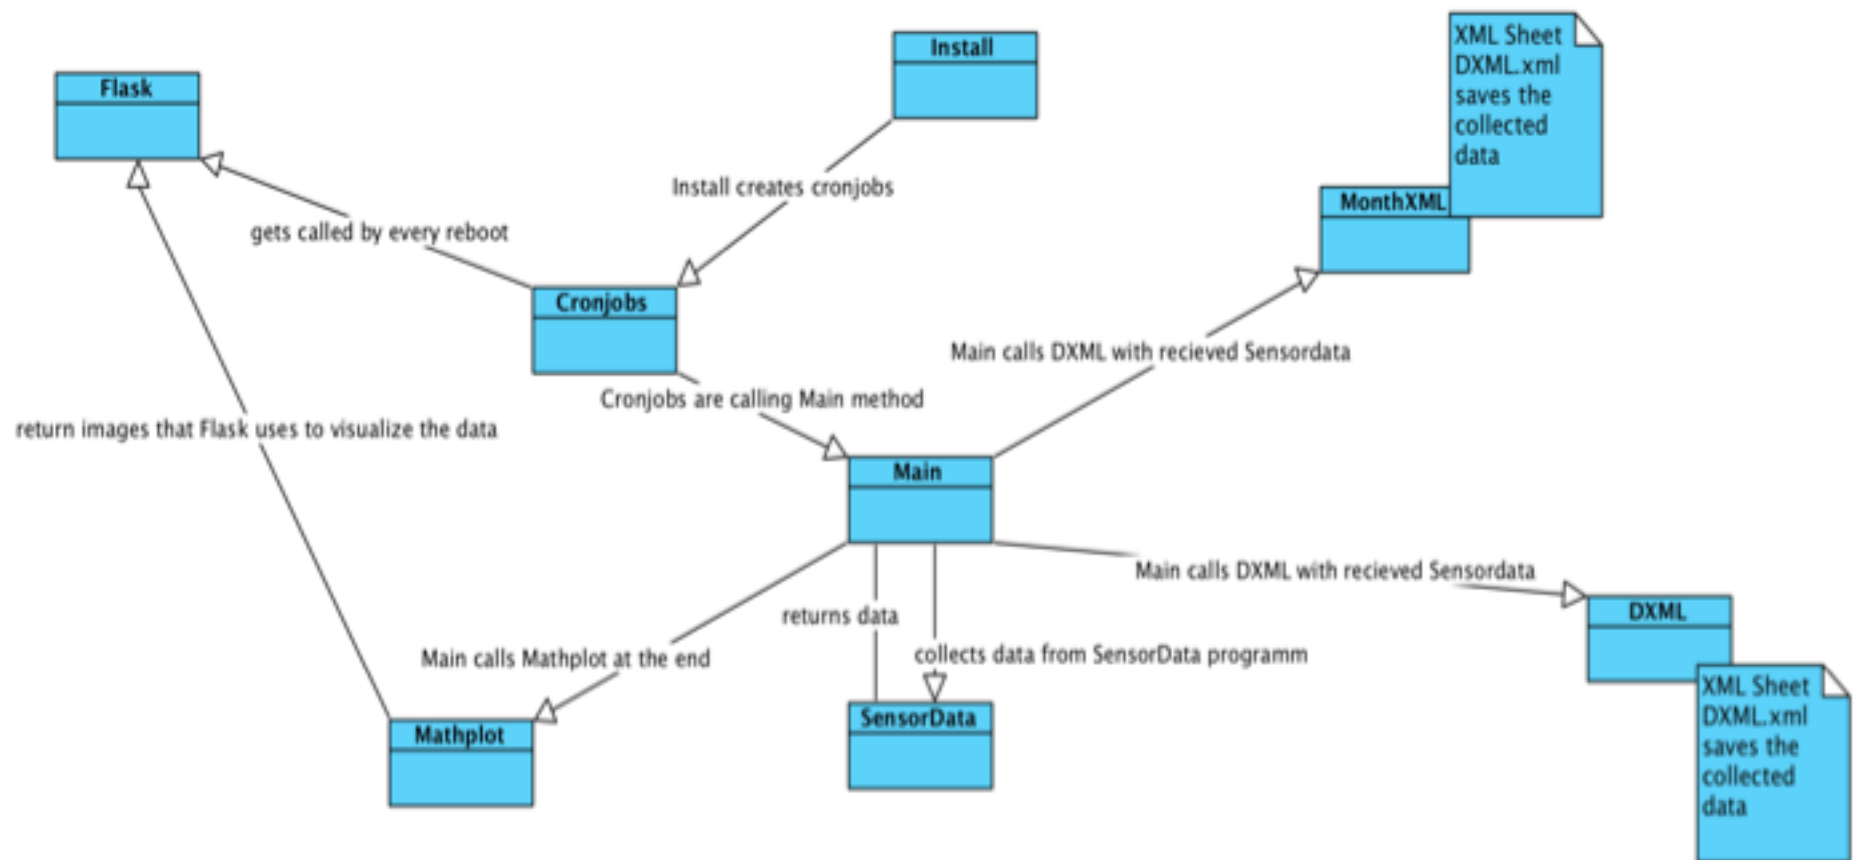 Install
XML Sheet
DXML.xml
saves the
collected
data
Flask
Install creates cronjobs
MonthXML
gets called by every reboot
Cronjobs
Main calls DXML with recieved Sensordata
Cronjobs are calling Main method
return images that Flask uses to visualize the data
Main
Main calls DXML with recieved Sensordata
returns data
DXML
Main calls Mathplot at the end
collects data from SensorData programm
XML Sheet
DXML.xml
saves the
collected
data
SensorData
Mathplot